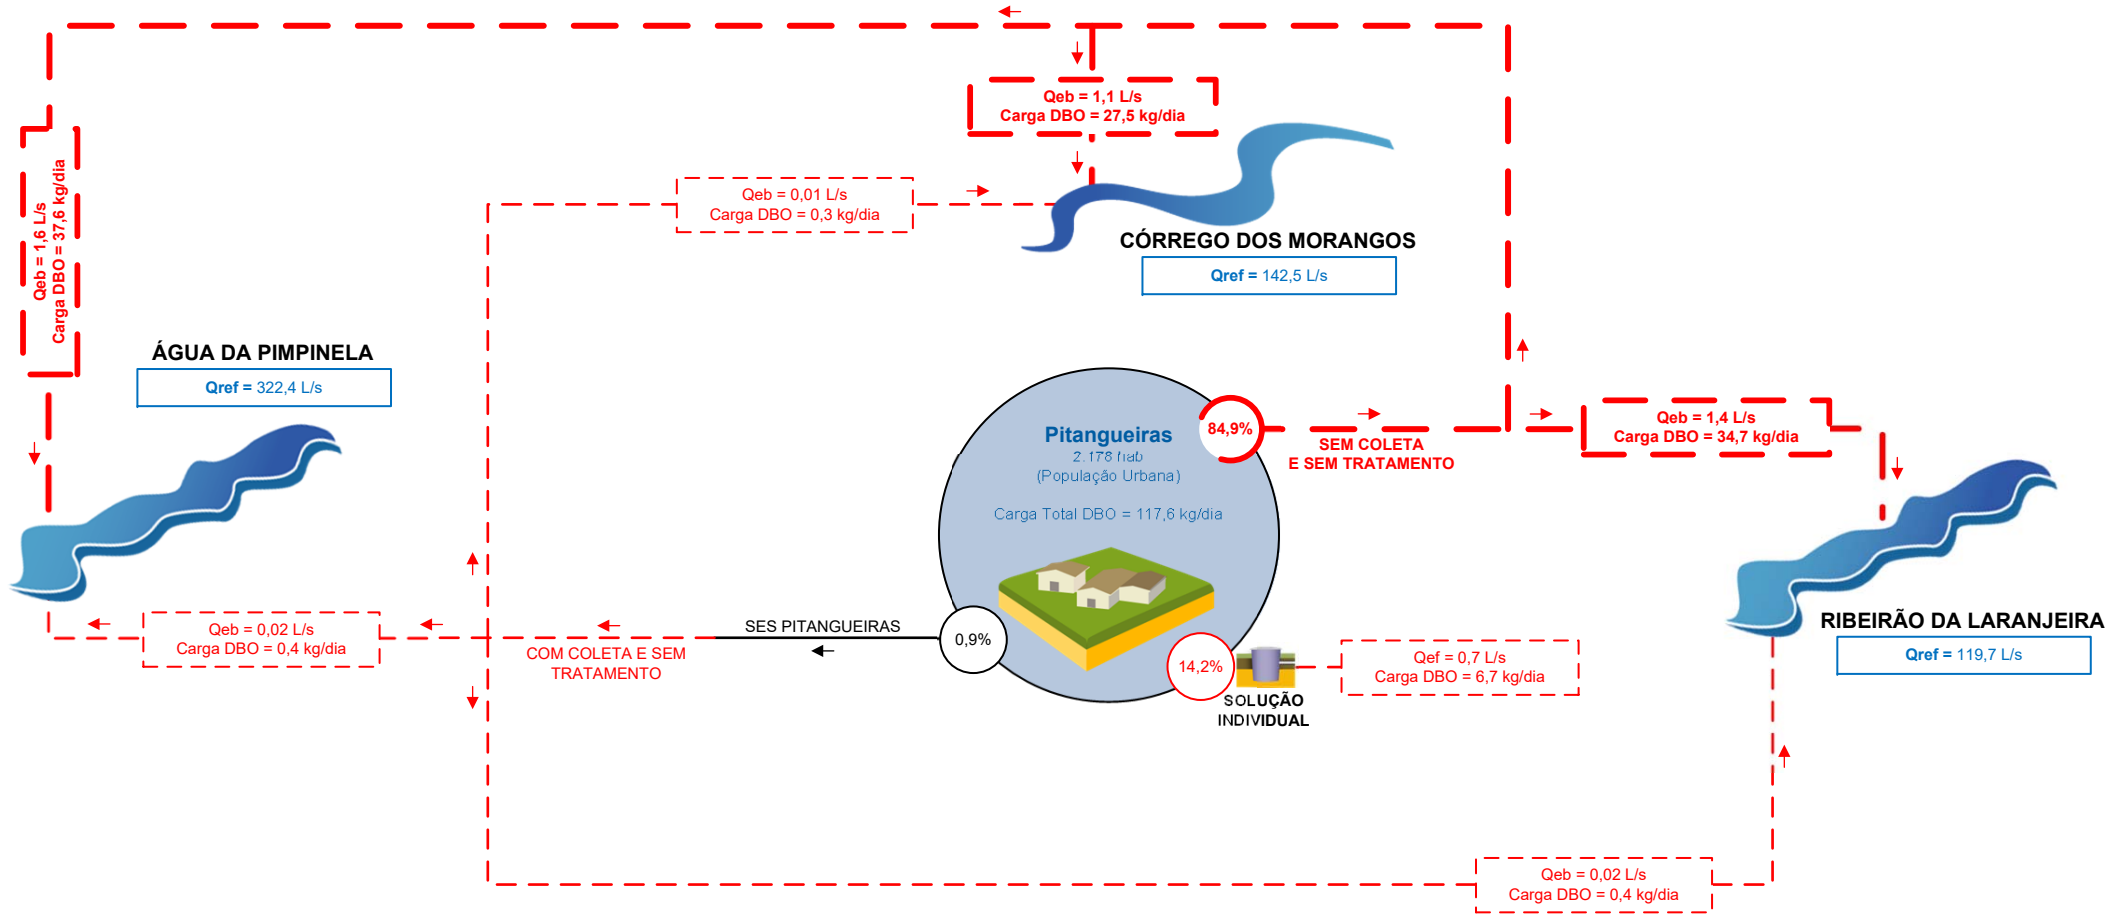 Qeb = 1,1 L/s
Carga DBO = 27,5 kg/dia
Qeb = 1,6 L/s
Carga DBO = 37,6 kg/dia
Qeb = 0,01 L/s
Carga DBO = 0,3 kg/dia
CÓRREGO DOS MORANGOS
Qref = 142,5 L/s
ÁGUA DA PIMPINELA
Qref = 322,4 L/s
Pitangueiras
2.178 hab
(População Urbana)
Carga Total DBO = 117,6 kg/dia
84,9%
SEM COLETA
E SEM TRATAMENTO
Qeb = 1,4 L/s
Carga DBO = 34,7 kg/dia
RIBEIRÃO DA LARANJEIRA
Qref = 119,7 L/s
Qeb = 0,02 L/s
Carga DBO = 0,4 kg/dia
COM COLETA E SEM
TRATAMENTO
SES PITANGUEIRAS
0,9%
14,2%
SOLUÇÃO
INDIVIDUAL
Qef = 0,7 L/s
Carga DBO = 6,7 kg/dia
Qeb = 0,02 L/s
Carga DBO = 0,4 kg/dia